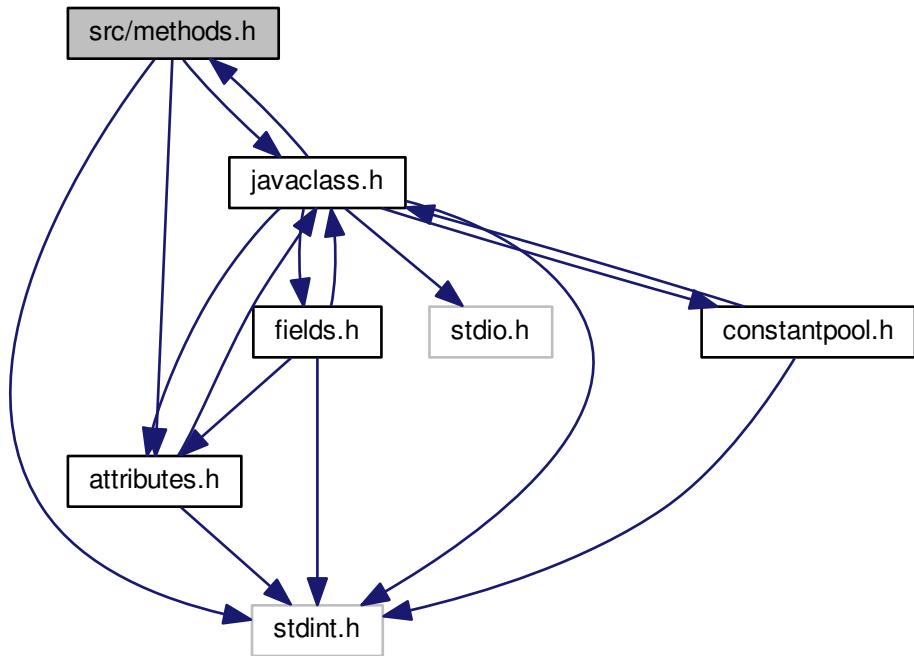 src/methods.h
javaclass.h
fields.h
stdio.h
constantpool.h
attributes.h
stdint.h